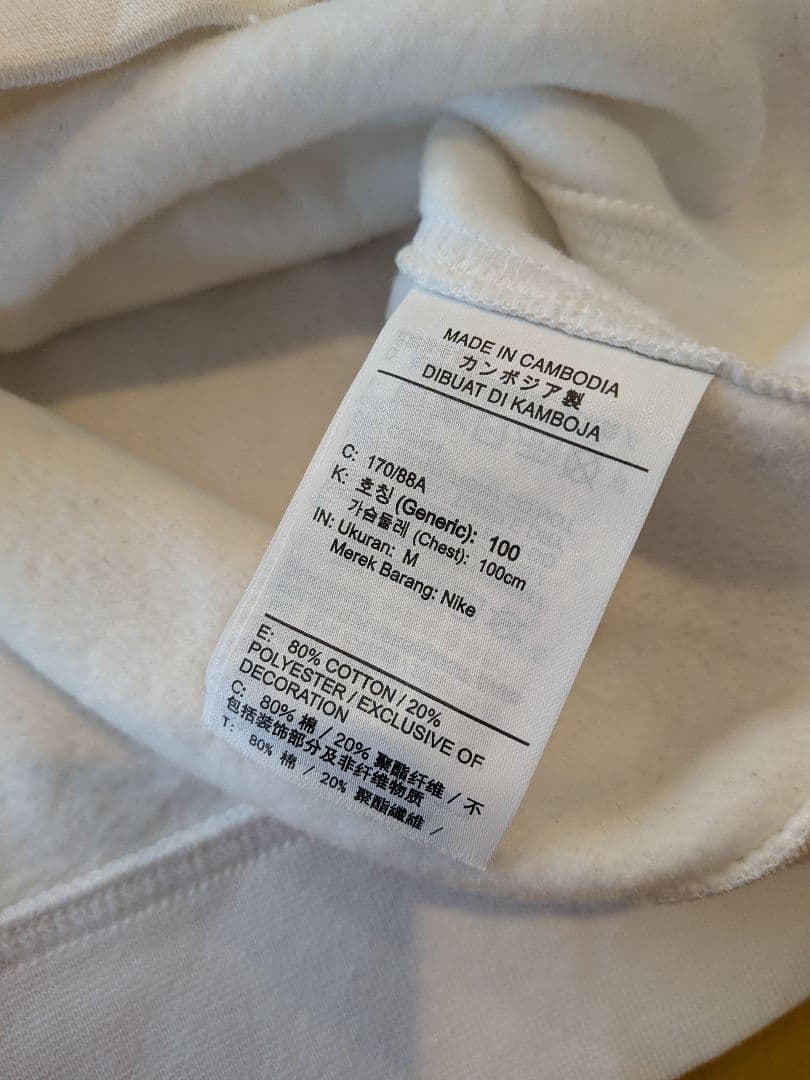 MADE IN CAMBODIA
カンボジア製
DIBUAT DI KAMBOJA
C: 170/88A
K: 호칭 (Generic): 100
가슴둘레 (Chest): 100cm
IN: Ukuran: M
Merek Barang: Nike
E: 80% COTTON / 20%
POLYESTER / EXCLUSIVE OF
DECORATION
C: 80% 棉 / 20% 聚酯纤维 / 不
包括装饰部分及非纤维物质
T: 80% 棉 / 20% 聚酯纖維 /